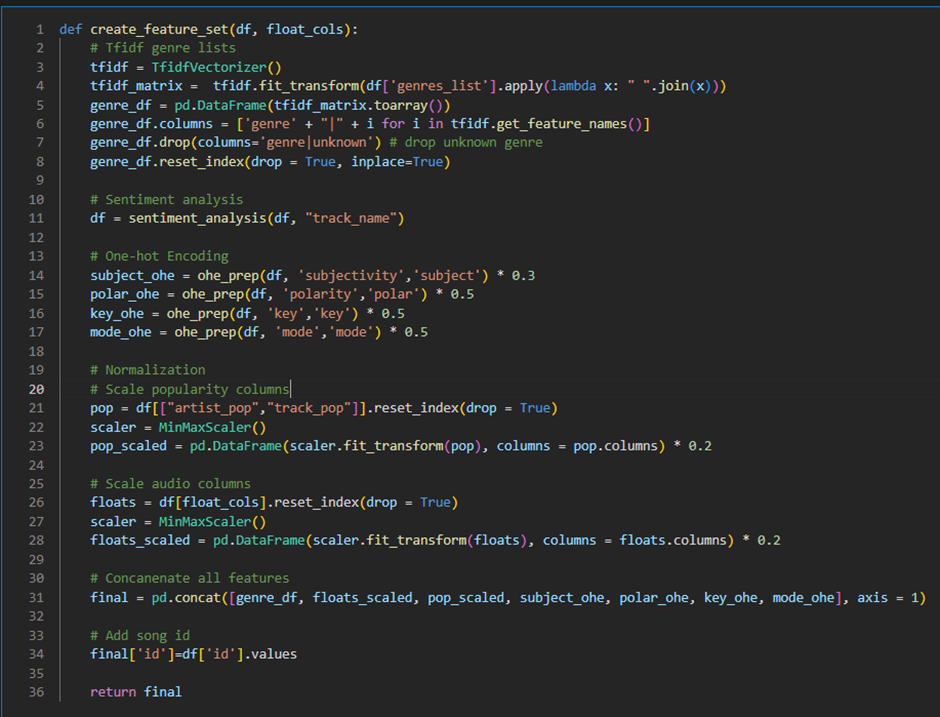 1 def create_feature_set(df, float_cols):
2     # Tfidf genre lists
3     tfidf = TfidfVectorizer()
4     tfidf_matrix =  tfidf.fit_transform(df['genres_list'].apply(lambda x: " ".join(x)))
5     genre_df = pd.DataFrame(tfidf_matrix.toarray())
6     genre_df.columns = ['genre' + "|" + i for i in tfidf.get_feature_names()]
7     genre_df.drop(columns='genre|unknown') # drop unknown genre
8     genre_df.reset_index(drop = True, inplace=True)
9
10     # Sentiment analysis
11     df = sentiment_analysis(df, "track_name")
12
13     # One-hot Encoding
14     subject_ohe = ohe_prep(df, 'subjectivity','subject') * 0.3
15     polar_ohe = ohe_prep(df, 'polarity','polar') * 0.5
16     key_ohe = ohe_prep(df, 'key','key') * 0.5
17     mode_ohe = ohe_prep(df, 'mode','mode') * 0.5
18
19     # Normalization
20     # Scale popularity columns
21     pop = df[["artist_pop","track_pop"]].reset_index(drop = True)
22     scaler = MinMaxScaler()
23     pop_scaled = pd.DataFrame(scaler.fit_transform(pop), columns = pop.columns) * 0.2
24
25     # Scale audio columns
26     floats = df[float_cols].reset_index(drop = True)
27     scaler = MinMaxScaler()
28     floats_scaled = pd.DataFrame(scaler.fit_transform(floats), columns = floats.columns) * 0.2
29
30     # Concanenate all features
31     final = pd.concat([genre_df, floats_scaled, pop_scaled, subject_ohe, polar_ohe, key_ohe, mode_ohe], axis = 1)
32
33     # Add song id
34     final['id']=df['id'].values
35
36     return final